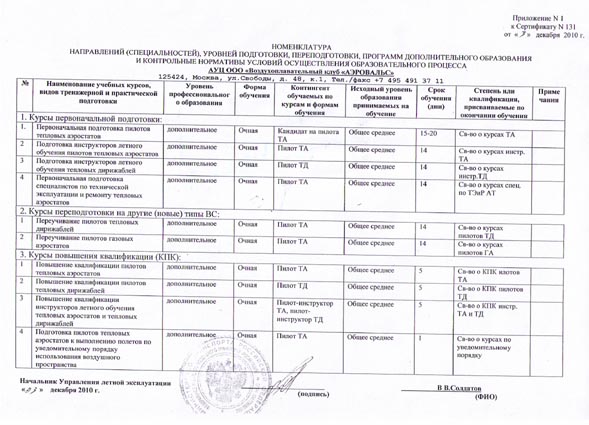 Приложение N 1
к Сертификату N 131
от « » декабря 2010 г.
НОМЕНКЛАТУРА
НАПРАВЛЕНИЙ (СПЕЦИАЛЬНОСТЕЙ), УРОВНЕЙ ПОДГОТОВКИ, ПЕРЕПОДГОТОВКИ, ПРОГРАММ ДОПОЛНИТЕЛЬНОГО ОБРАЗОВАНИЯ
И КОНТРОЛЬНЫЕ НОРМАТИВЫ УСЛОВИЙ ОСУЩЕСТВЛЕНИЯ ОБРАЗОВАТЕЛЬНОГО ПРОЦЕССА
АУЦ ООО «Воздухоплавательный клуб «АЭРОВАЛЬС»
125424, Москва, ул.Свободы, д. 48, к.1, Тел./факс +7 495 491 37 11
№ Наименование учебных курсов, видов тренажерной и практической подготовки Уровень профессионального образования Форма обучения Контингент обучаемых по курсам и формам обучения Исходный уровень образования принимаемых на обучение Срок обучения (дни) Степень или квалификация, присваиваемые по окончании обучения Приме чания
1. Курсы первоначальной подготовки:
1. Первоначальная подготовка пилотов тепловых аэростатов дополнительное Очная Кандидат на пилота ТА Общее среднее 15-20 Св-во о курсах ТА
2 Подготовка инструкторов летного обучения пилотов тепловых аэростатов дополнительное Очная Пилот ТА Общее среднее 14 Св-во о курсах инстр. ТА
3 Подготовка инструкторов летного обучения тепловых дирижаблей дополнительное Очная Пилот ТД Общее среднее 14 Св-во о курсах инстр.ТД
4 Первоначальная подготовка специалистов по технической эксплуатации и ремонту тепловых аэростатов дополнительное Очная Пилот ТА Общее среднее 14 Св-во о курсах спец. по ТЭиР АТ
2. Курсы переподготовки на другие (новые) типы ВС:
1 Переучивание пилотов тепловых дирижаблей дополнительное Очная Пилот ТА Общее среднее 14 Св-во о курсах пилотов ТД
2 Переучивание пилотов газовых аэростатов дополнительное Очная Пилот ТА Общее среднее 14 Св-во о курсах пилотов ГА
3. Курсы повышения квалификации (КПК):
1 Повышение квалификации пилотов тепловых аэростатов дополнительное Очная Пилот ТА Общее среднее 5 Св-во о КПК илотов ТА
2 Повышение квалификации пилотов тепловых дирижаблей дополнительное Очная Пилот ТД Общее среднее 5 Св-во о КПК пилотов ТД
3 Повышение квалификации инструкторов летного обучения тепловых аэростатов и тепловых дирижаблей дополнительное Очная Пилот-инструктор ТА, пилот-инструктор ТД Общее среднее 5 Св-во о КПК инстр. ТА и ТД
4 Подготовка пилотов тепловых аэростатов к выполнению полетов по уведомительному порядку использования воздушного пространства дополнительное Очная Пилот ТА Общее среднее 1 Св-во о курсах по уведомительному порядку
Начальник Управления летной эксплуатации
« » декабря 2010 г.
(подпись)
В В.Солдатов
(ФИО)